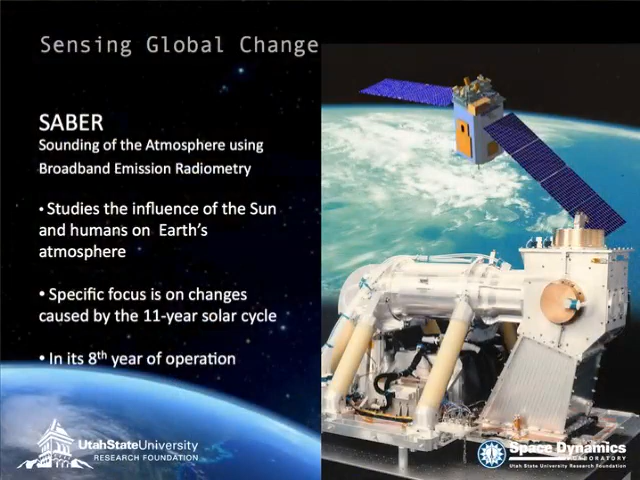 Sensing Global Change
SABER
Sounding of the Atmosphere using
Broadband Emission Radiometry
• Studies the influence of the Sun
and humans on Earth's
atmosphere
• Specific focus is on changes
caused by the 11-year solar cycle
• In its 8th year of operation
UtahStateUniversity
RESEARCH FOUNDATION
Space Dynamics
LABORATORY
Utah State University Research Foundation